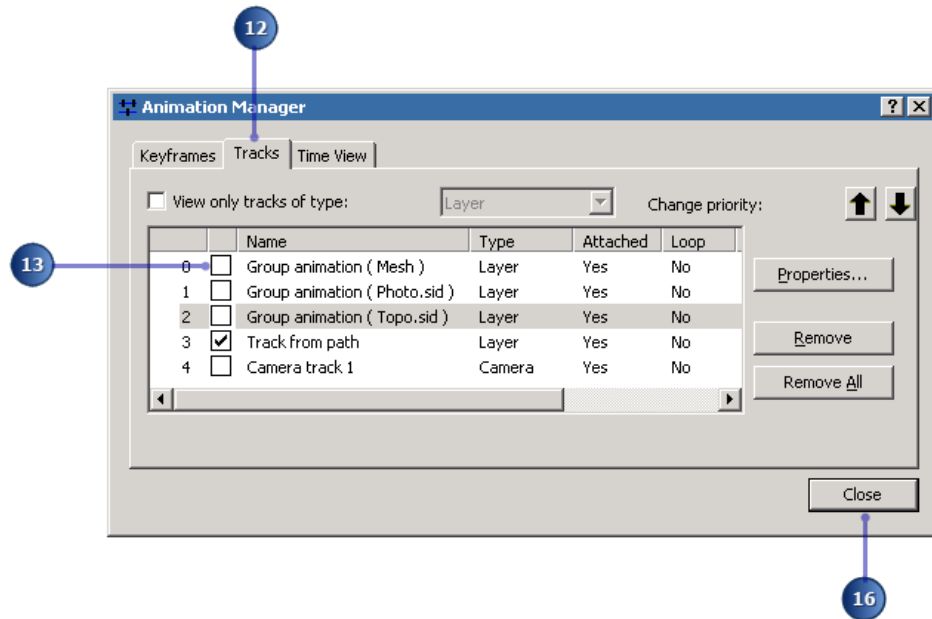 12
Animation Manager
Keyframes Tracks Time View
View only tracks of type: Layer Change priority:
Name Type Attached Loop
13
0 Group animation ( Mesh ) Layer Yes No
Properties...
1 Group animation ( Photo.sid ) Layer Yes No
2 Group animation ( Topo.sid ) Layer Yes No
3 Track from path Layer Yes No
Remove
4 Camera track 1 Camera Yes No
Remove All
Close
16